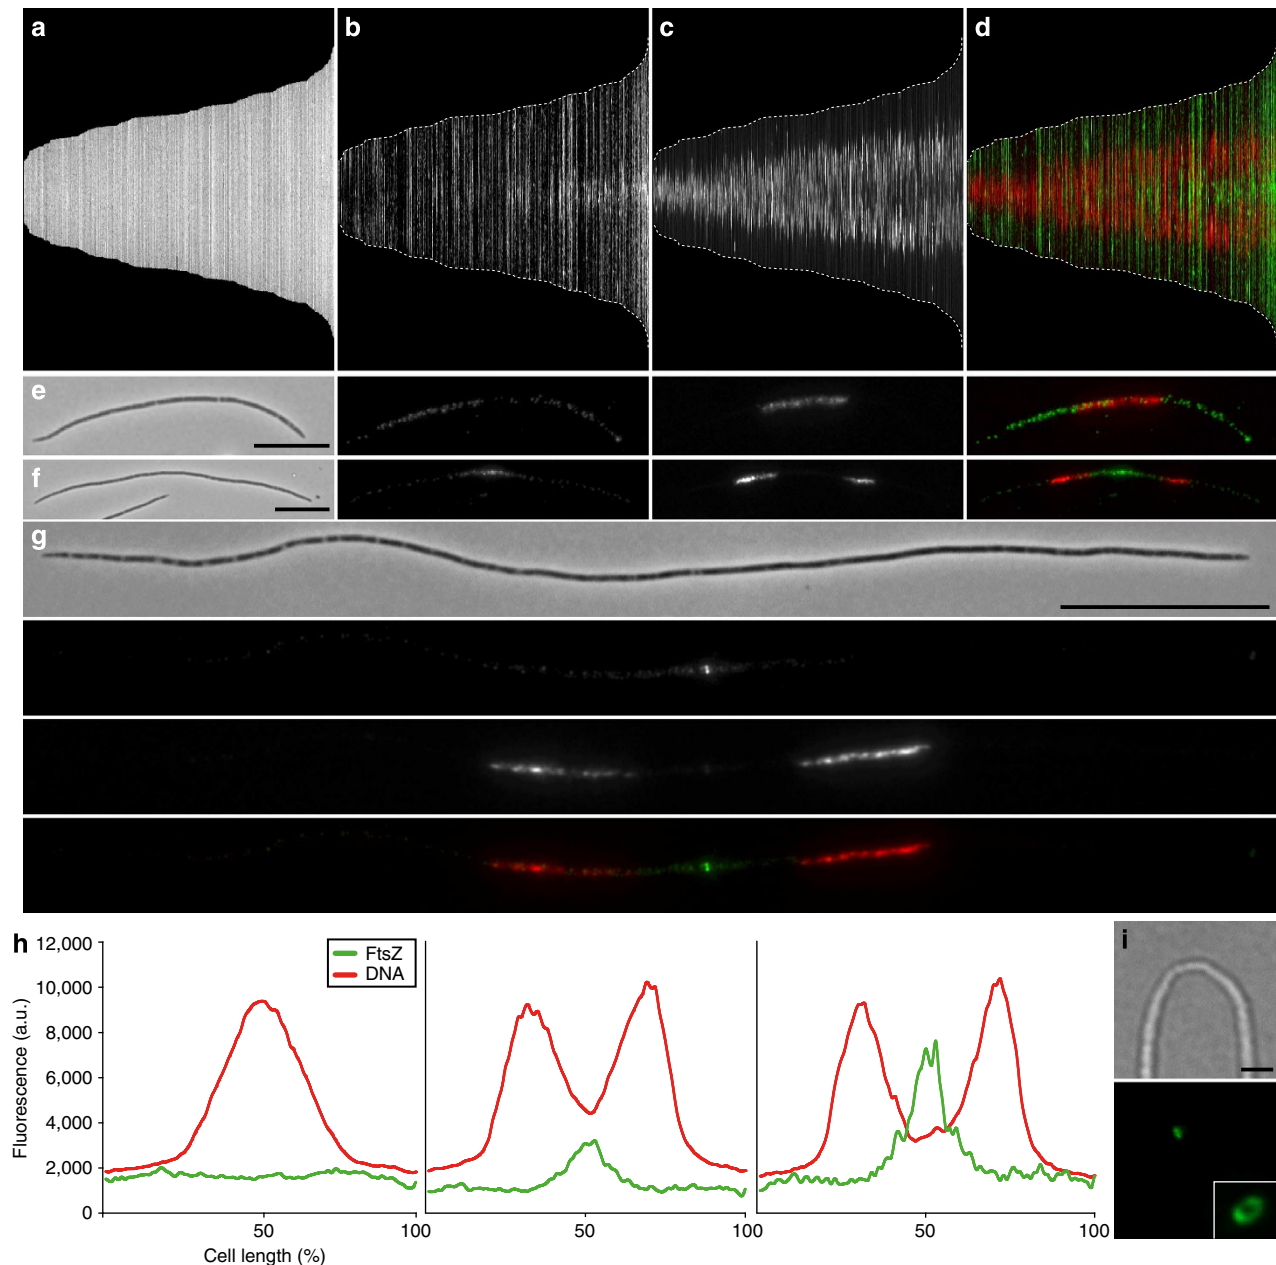 a b c d
e
f
g
h
12,000
10,000
8,000
6,000
4,000
2,000
0
Fluorescence (a.u.)
FtsZ
DNA
50 100 50 100 50 100
Cell length (%)
i